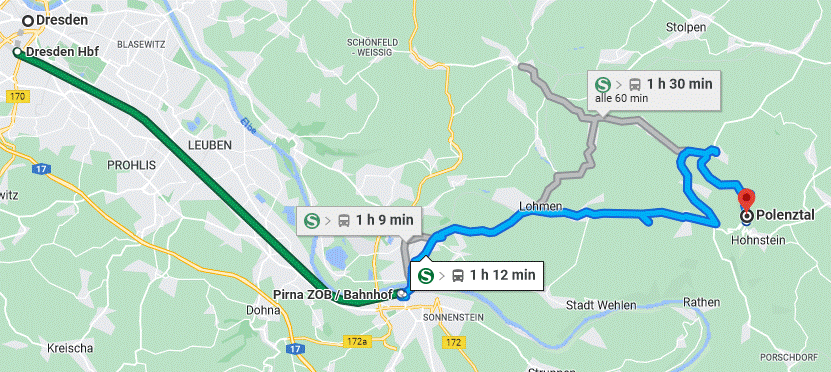 Dresden
Stolpen
BLASEWITZ
SCHÖNFELD
-WEISSIG
Dresden Hbf
S > 1 h 30 min
alle 60 min
170
Elbe
LEUBEN
PROHLIS
17
witz
Lohmen
Polenztal
S > 1 h 9 min
Hohnstein
S > 1 h 12 min
Pirna ZOB / Bahnhof
Dohna
Stadt Wehlen
Rathen
SONNENSTEIN
172a
172
17
Kreischa
PORSCHDORF